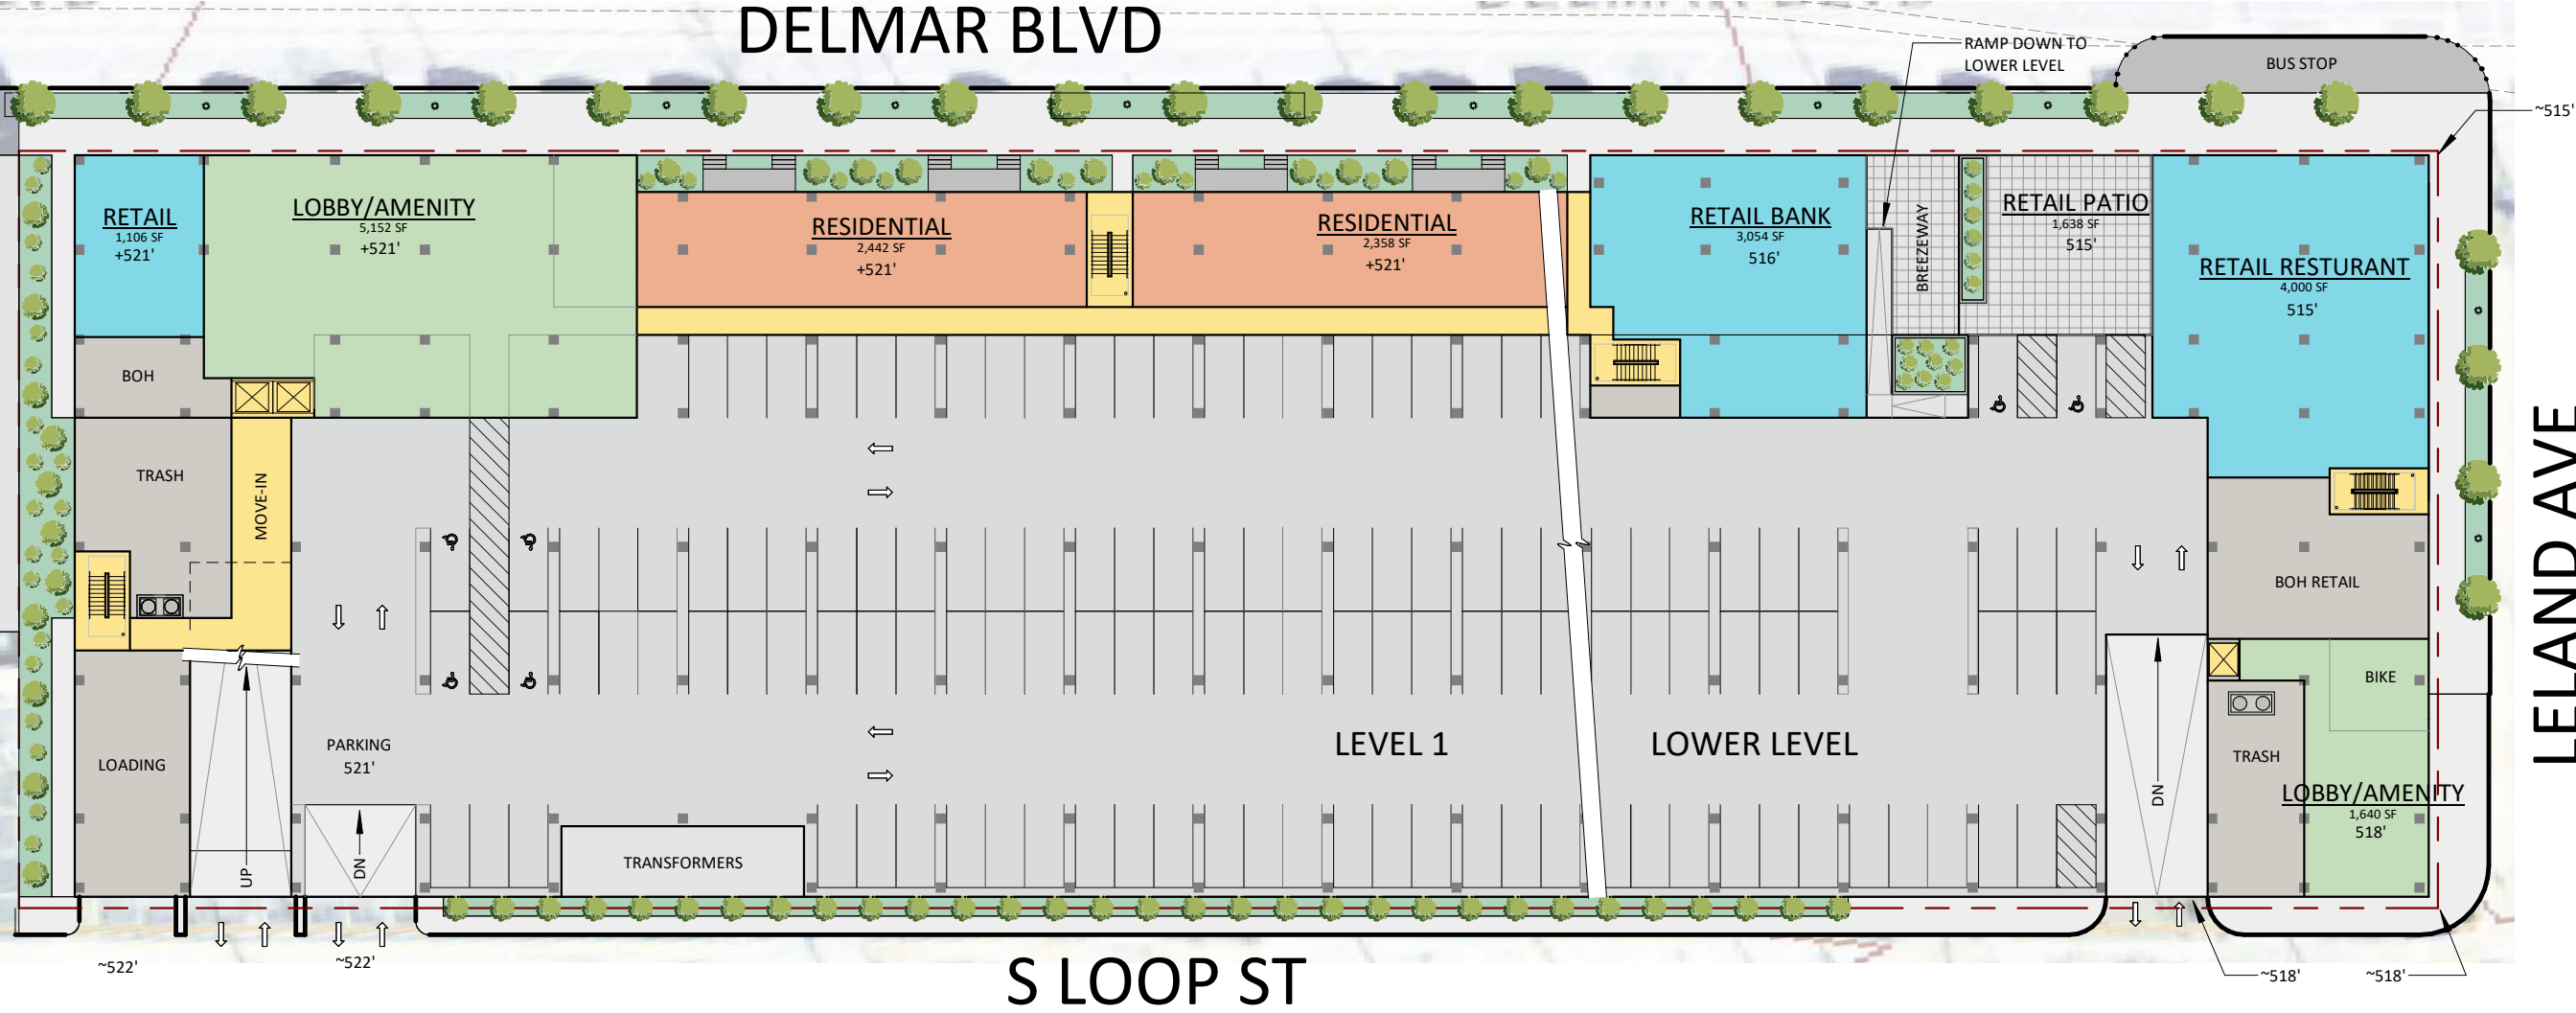 DELMAR BLVD
RAMP DOWN TO
LOWER LEVEL
BUS STOP
~515'
RETAIL
1,106 SF
+521'
LOBBY/AMENITY
5,152 SF
+521'
RESIDENTIAL
2,442 SF
+521'
RESIDENTIAL
2,358 SF
+521'
RETAIL BANK
3,054 SF
516'
BREEZEWAY
RETAIL PATIO
1,638 SF
515'
RETAIL RESTURANT
4,000 SF
515'
BOH
TRASH
MOVE-IN
LELAND AVE
BOH RETAIL
BIKE
LOADING
UP
PARKING
521'
DN
TRANSFORMERS
LEVEL 1
LOWER LEVEL
DN
TRASH
LOBBY/AMENITY
1,640 SF
518'
~522'
~522'
S LOOP ST
~518'
~518'